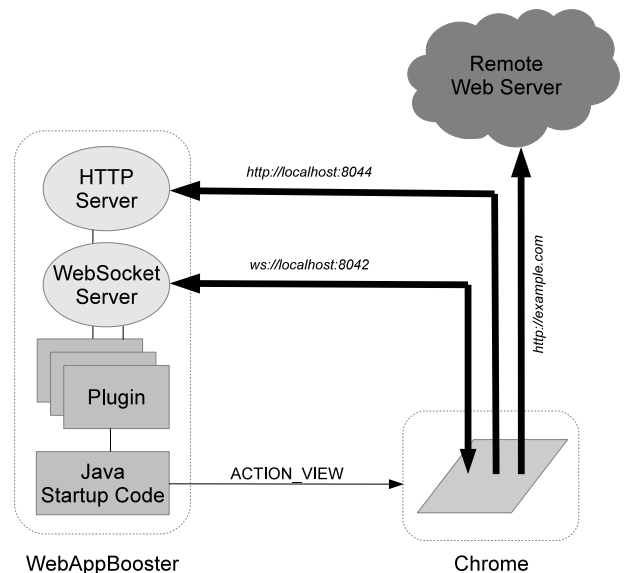 Remote
Web Server
HTTP
Server
http://localhost:8044
WebSocket
Server
ws://localhost:8042
http://example.com
Plugin
Java
Startup Code
ACTION_VIEW
WebAppBooster
Chrome